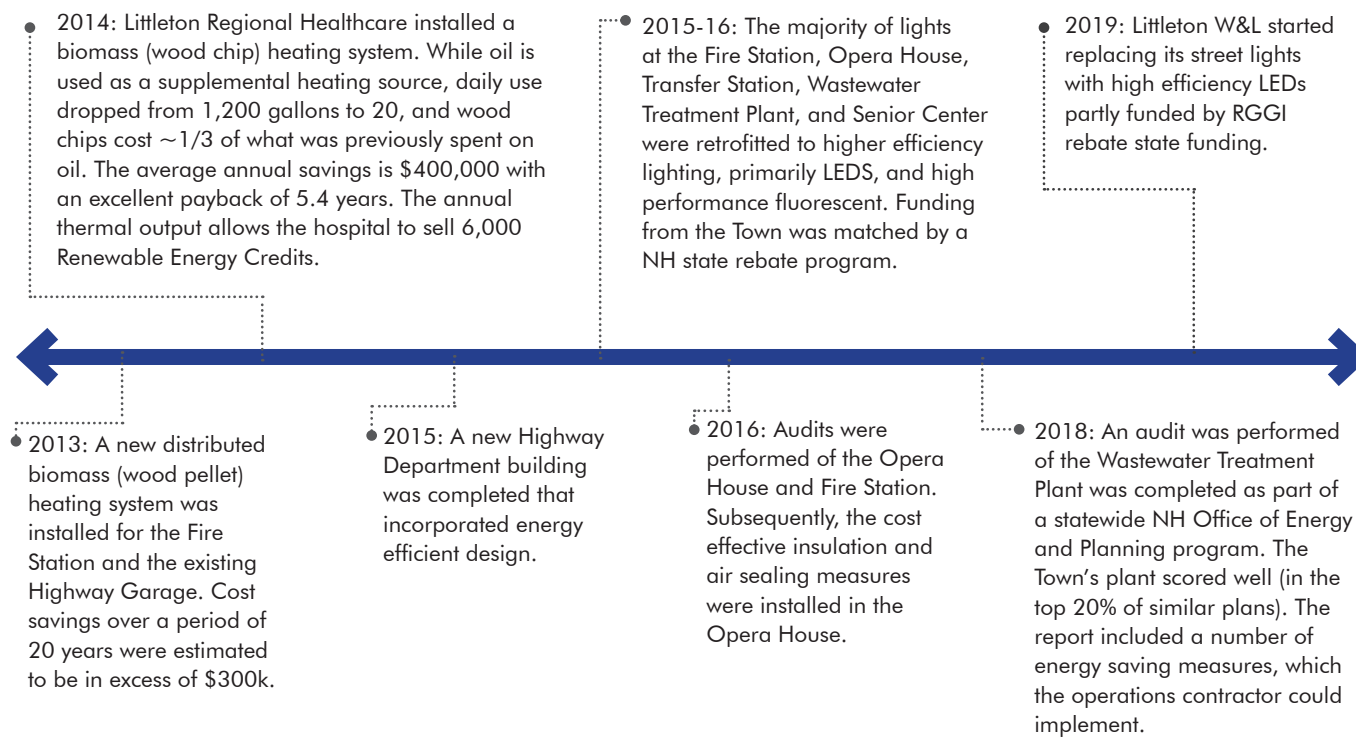 2014: Littleton Regional Healthcare installed a
biomass (wood chip) heating system. While oil is
used as a supplemental heating source, daily use
dropped from 1,200 gallons to 20, and wood
chips cost ~1/3 of what was previously spent on
oil. The average annual savings is $400,000 with
an excellent payback of 5.4 years. The annual
thermal output allows the hospital to sell 6,000
Renewable Energy Credits.
2015-16: The majority of lights
at the Fire Station, Opera House,
Transfer Station, Wastewater
Treatment Plant, and Senior Center
were retrofitted to higher efficiency
lighting, primarily LEDS, and high
performance fluorescent. Funding
from the Town was matched by a
NH state rebate program.
2019: Littleton W&L started
replacing its street lights
with high efficiency LEDs
partly funded by RGGI
rebate state funding.
2013: A new distributed
biomass (wood pellet)
heating system was
installed for the Fire
Station and the existing
Highway Garage. Cost
savings over a period of
20 years were estimated
to be in excess of $300k.
2015: A new Highway
Department building
was completed that
incorporated energy
efficient design.
2016: Audits were
performed of the Opera
House and Fire Station.
Subsequently, the cost
effective insulation and
air sealing measures
were installed in the
Opera House.
2018: An audit was performed
of the Wastewater Treatment
Plant was completed as part of
a statewide NH Office of Energy
and Planning program. The
Town's plant scored well (in the
top 20% of similar plans). The
report included a number of
energy saving measures, which
the operations contractor could
implement.